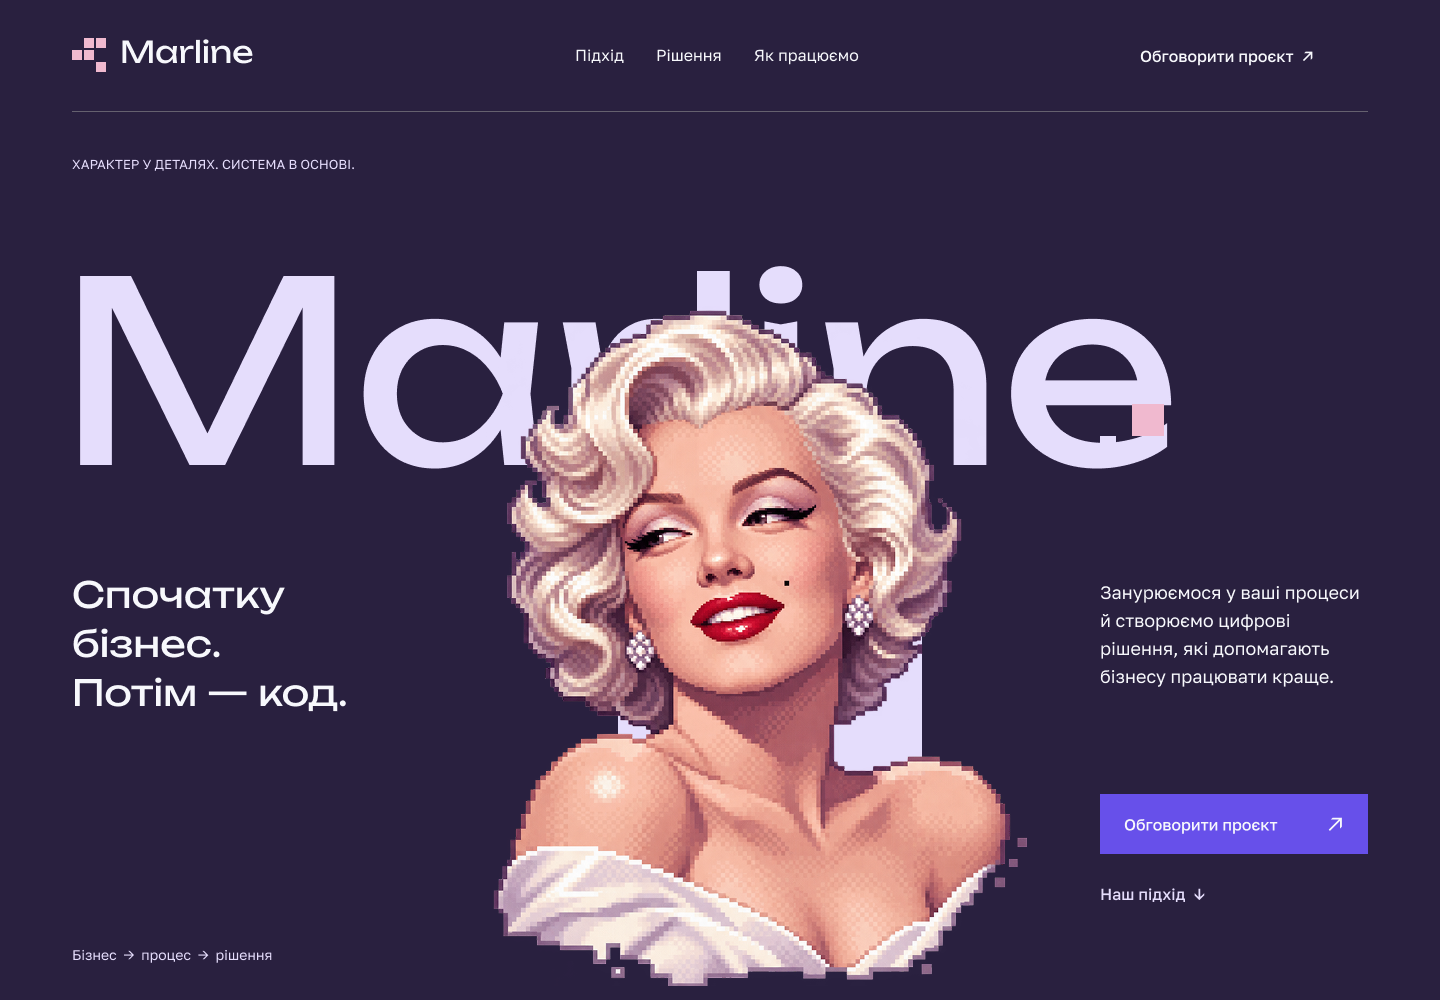 Marline
Підхід
Рішення
Як працюємо
Обговорити проєкт ↗
ХАРАКТЕР У ДЕТАЛЯХ. СИСТЕМА В ОСНОВІ.
Marline
Спочатку
бізнес.
Потім — код.
Занурюємося у ваші процеси
й створюємо цифрові
рішення, які допомагають
бізнесу працювати краще.
Обговорити проєкт ↗
Наш підхід ↓
Бізнес → процес → рішення